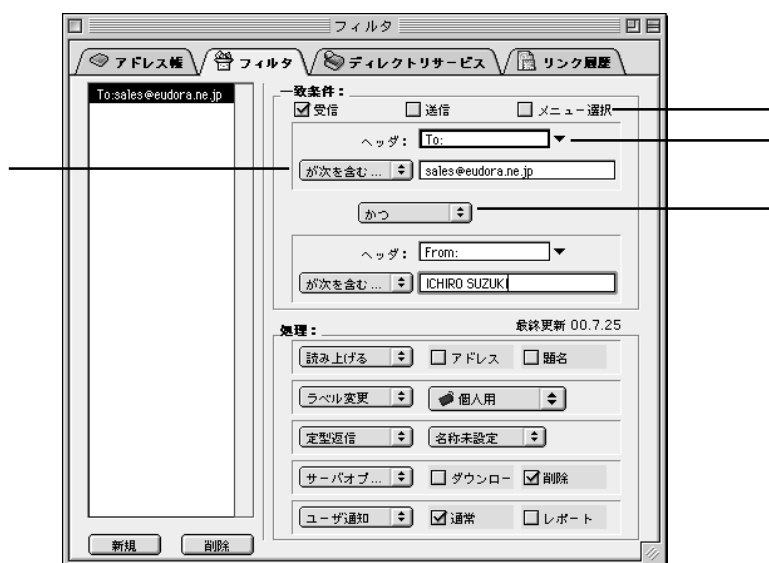 フィルタ
アドレス帳 フィルタ ディレクトリサービス リンク履歴
To:sales@eudora.ne.jp
一致条件：
受信 送信 メニュー選択
ヘッダ： To:
が次を含む ... sales@eudora.ne.jp
かつ
ヘッダ： From:
が次を含む ... ICHIRO SUZUKI
処理： 最終更新 00.7.25
読み上げる アドレス 題名
ラベル変更 個人用
定型返信 名称未設定
サーバオプ... ダウンロー 削除
ユーザ通知 通常 レポート
新規 削除